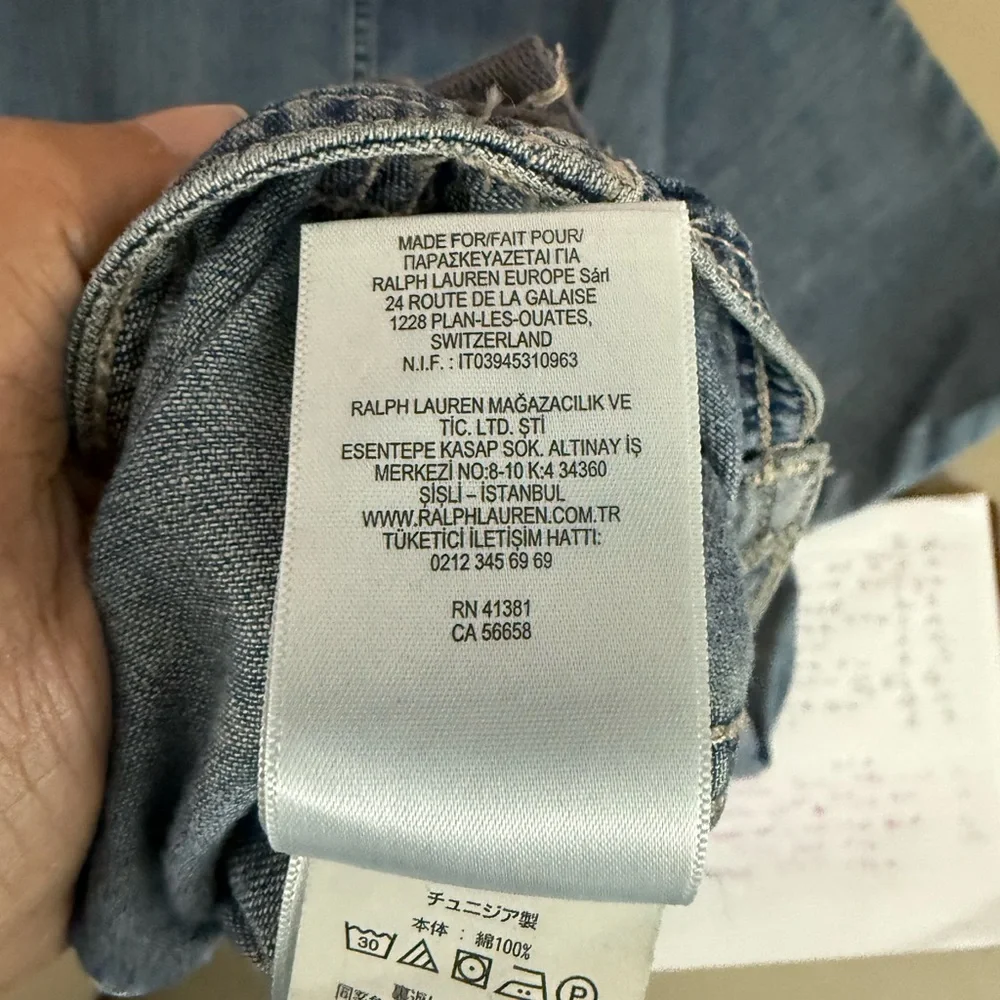 MADE FOR/FAIT POUR/
ΠΑΡΑΣΚΕΥΑΖΕΤΑΙ ΓΙΑ
RALPH LAUREN EUROPE Sárl
24 ROUTE DE LA GALAISE
1228 PLAN-LES-OUATES,
SWITZERLAND
N.I.F. : IT03945310963
RALPH LAUREN MAĞAZACILIK VE
TİC. LTD. ŞTİ
ESENTEPE KASAP SOK. ALTINAY İŞ
MERKEZİ NO:8-10 K:4 34360
ŞİŞLİ – İSTANBUL
WWW.RALPHLAUREN.COM.TR
TÜKETİCİ İLETİŞİM HATTI:
0212 345 69 69
RN 41381
CA 56658
チュニジア製
本体 : 綿100%
30
P